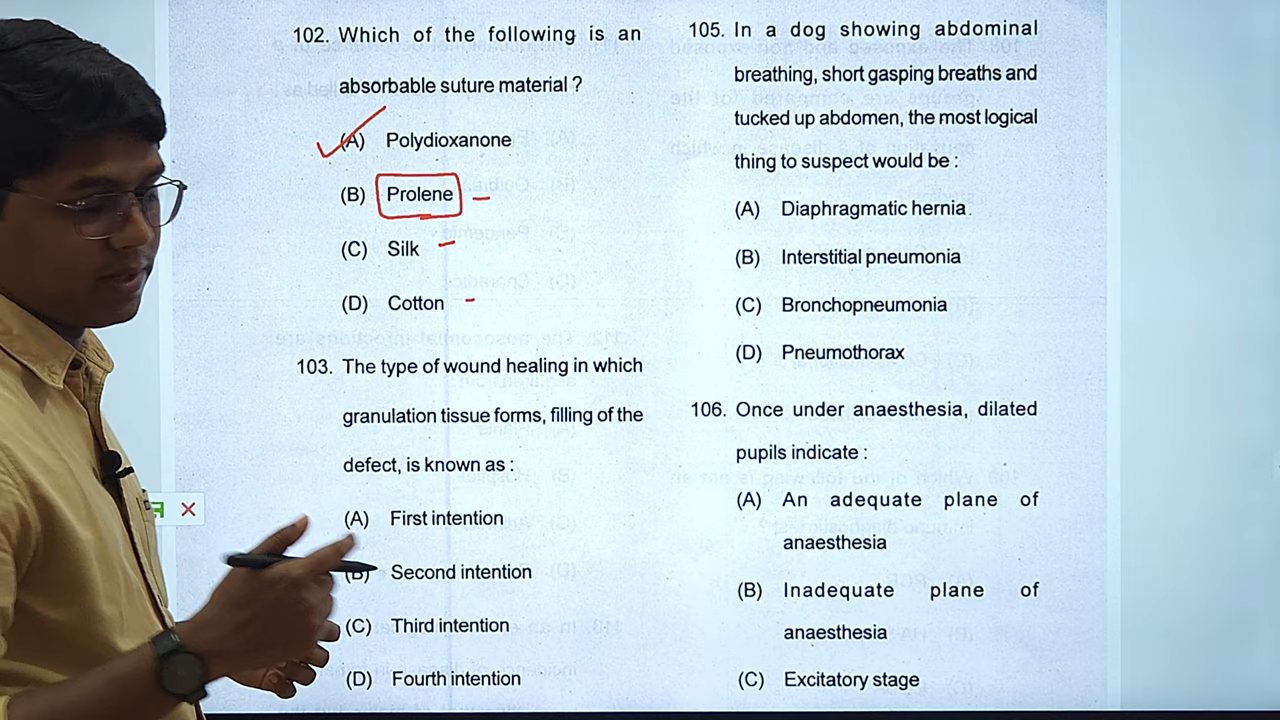 102. Which of the following is an
absorbable suture material ?
(A) Polydioxanone
(B) Prolene
(C) Silk
(D) Cotton
103. The type of wound healing in which
granulation tissue forms, filling of the
defect, is known as :
(A) First intention
(B) Second intention
(C) Third intention
(D) Fourth intention
105. In a dog showing abdominal
breathing, short gasping breaths and
tucked up abdomen, the most logical
thing to suspect would be :
(A) Diaphragmatic hernia
(B) Interstitial pneumonia
(C) Bronchopneumonia
(D) Pneumothorax
106. Once under anaesthesia, dilated
pupils indicate :
(A) An adequate plane of
anaesthesia
(B) Inadequate plane of
anaesthesia
(C) Excitatory stage